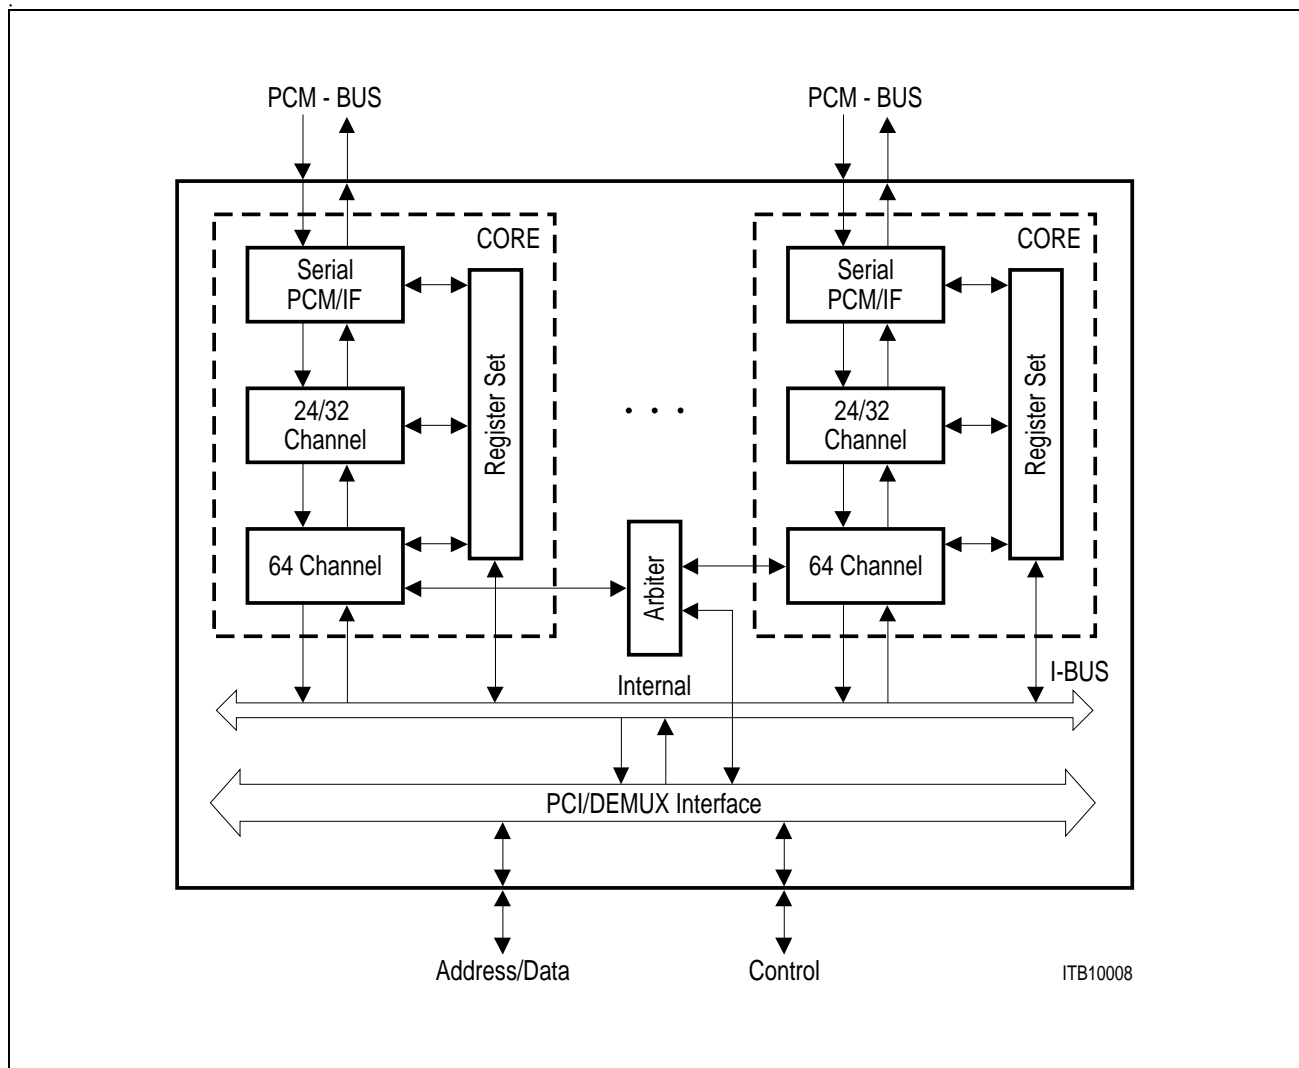 PCM - BUS
PCM - BUS
CORE
Serial
PCM/IF
Register Set
24/32
Channel
64 Channel
. . .
Arbiter
CORE
Serial
PCM/IF
Register Set
24/32
Channel
64 Channel
Internal
I-BUS
PCI/DEMUX Interface
Address/Data
Control
ITB10008